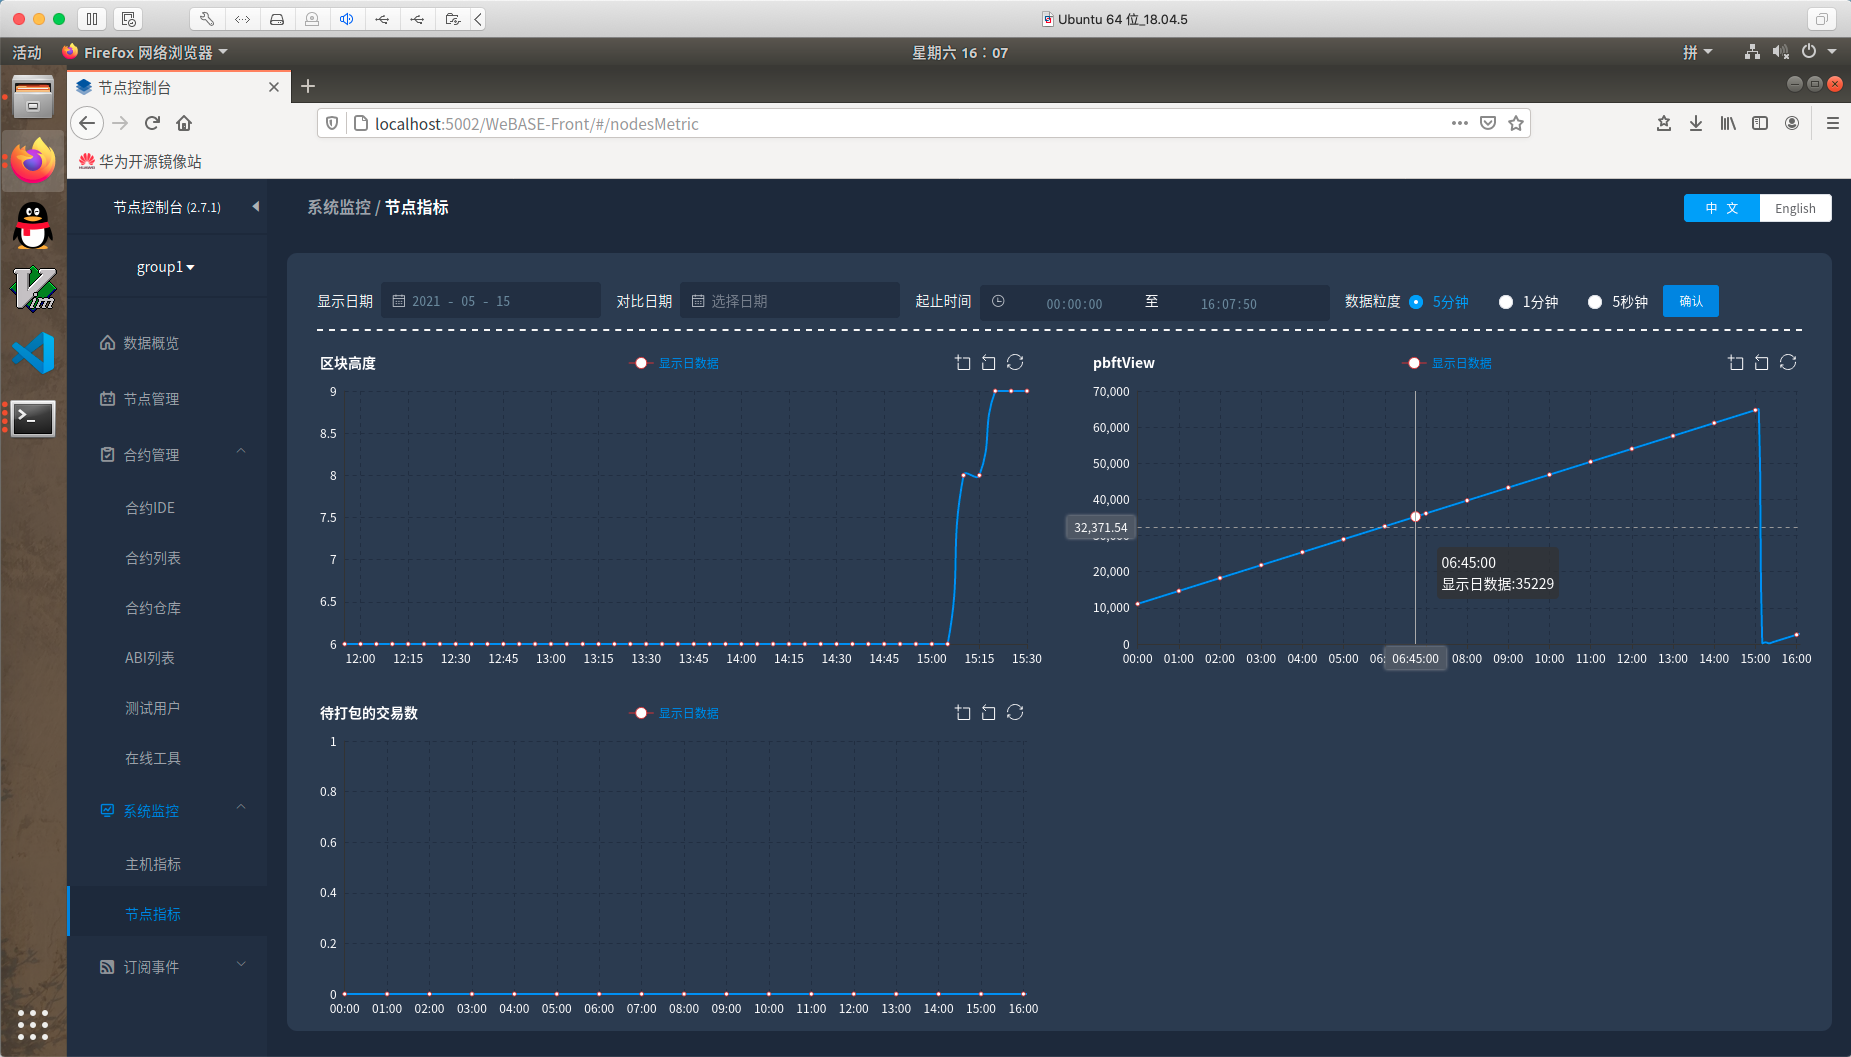 Ubuntu 64 位_18.04.5
活动
Firefox 网络浏览器
星期六 16：07
拼
节点控制台
localhost:5002/WeBASE-Front/#/nodesMetric
华为开源镜像站
节点控制台 (2.7.1)
group1
数据概览
节点管理
合约管理
合约IDE
合约列表
合约仓库
ABI列表
测试用户
在线工具
系统监控
主机指标
节点指标
订阅事件
系统监控 / 节点指标
中 文
English
显示日期 2021 - 05 - 15 对比日期 选择日期 起止时间 00:00:00 至 16:07:50 数据粒度 5分钟 1分钟 5秒钟 确认
区块高度
显示日数据
9
8.5
8
7.5
7
6.5
6
12:00 12:15 12:30 12:45 13:00 13:15 13:30 13:45 14:00 14:15 14:30 14:45 15:00 15:15 15:30
pbftView
显示日数据
70,000
60,000
50,000
40,000
32,371.54
20,000
10,000
0
06:45:00
显示日数据:35229
00:00 01:00 02:00 03:00 04:00 05:00 06: 06:45:00 08:00 09:00 10:00 11:00 12:00 13:00 14:00 15:00 16:00
待打包的交易数
显示日数据
1
0.8
0.6
0.4
0.2
0
00:00 01:00 02:00 03:00 04:00 05:00 06:00 07:00 08:00 09:00 10:00 11:00 12:00 13:00 14:00 15:00 16:00